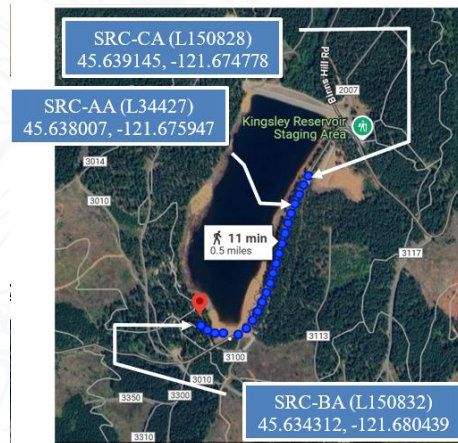 SRC-CA (L150828)
45.639145, -121.674778
Binns Hill Rd
2007
SRC-AA (L34427)
45.638007, -121.675947
Kingsley Reservoir
Staging Area
3014
3010
11 min
0.5 miles
3117
3113
3100
3010
3350
3300
3310
SRC-BA (L150832)
45.634312, -121.680439